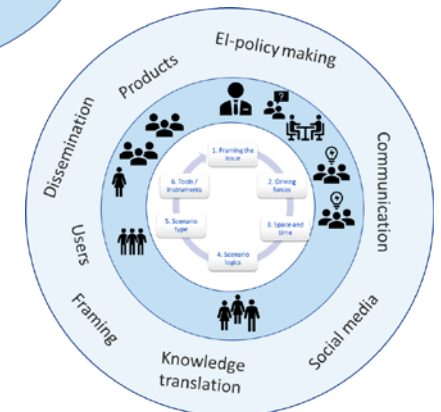 EI-policy making
Products
Dissemination
Communication
Users
Framing
Knowledge
translation
Social media
?
1. Framing the
issue
2. Driving
forces
3. Space and
time
4. Scenario
logics
5. Scenario
type
6. Tools /
Instruments